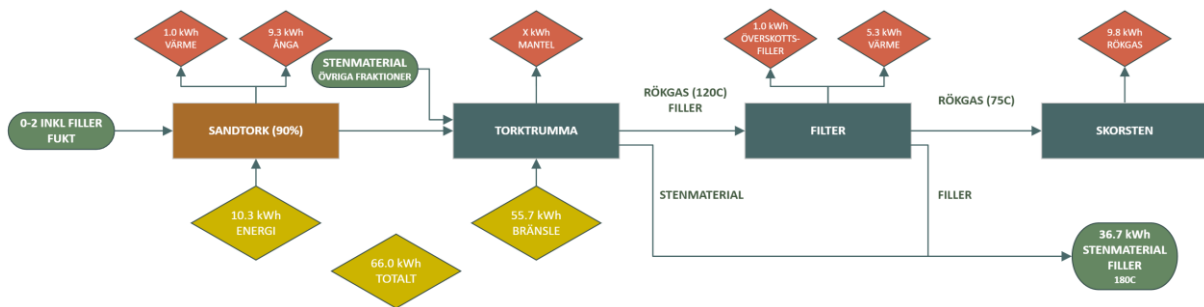 1.0 kWh
VÄRME
9.3 kWh
ÅNGA
STENMATERIAL
ÖVRIGA FRAKTIONER
X kWh
MANTEL
1.0 kWh
ÖVERSKOTTS-
FILLER
5.3 kWh
VÄRME
9.8 kWh
RÖKGAS
0-2 INKL FILLER
FUKT
SANDTORK (90%)
TORKTRUMMA
RÖKGAS (120C)
FILLER
FILTER
RÖKGAS (75C)
SKORSTEN
STENMATERIAL
FILLER
10.3 kWh
ENERGI
55.7 kWh
BRÄNSLE
66.0 kWh
TOTALT
36.7 kWh
STENMATERIAL
FILLER
180C